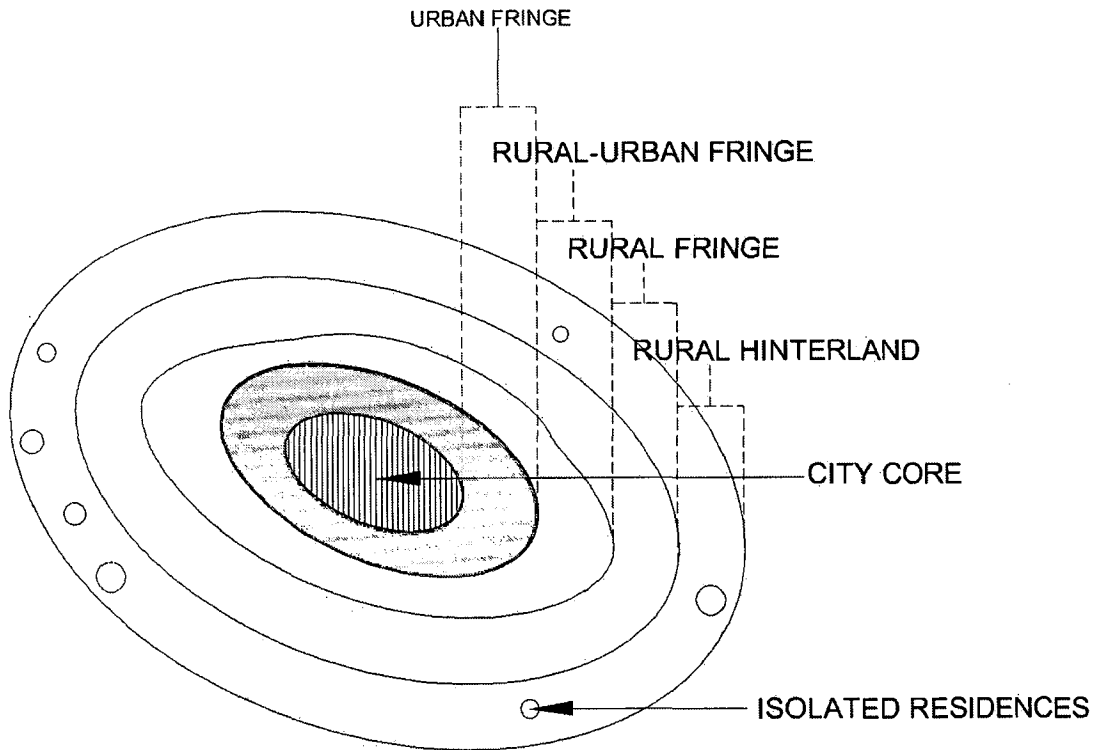 URBAN FRINGE
RURAL-URBAN FRINGE
RURAL FRINGE
RURAL HINTERLAND
CITY CORE
ISOLATED RESIDENCES